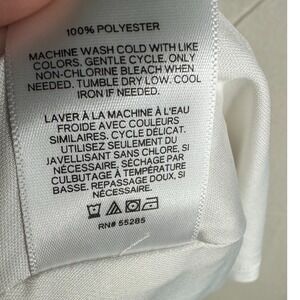 100% POLYESTER
MACHINE WASH COLD WITH LIKE
COLORS. GENTLE CYCLE. ONLY
NON-CHLORINE BLEACH WHEN
NEEDED. TUMBLE DRY LOW. COOL
IRON IF NEEDED.
LAVER À LA MACHINE À L'EAU
FROIDE AVEC COULEURS
SIMILAIRES. CYCLE DÉLICAT.
UTILISEZ SEULEMENT DU
JAVELLISANT SANS CHLORE, SI
NÉCESSAIRE, SÉCHAGE PAR
CULBUTAGE À TEMPÉRATURE
BASSE. REPASSAGE DOUX, SI
NÉCESSAIRE.
RN# 55285